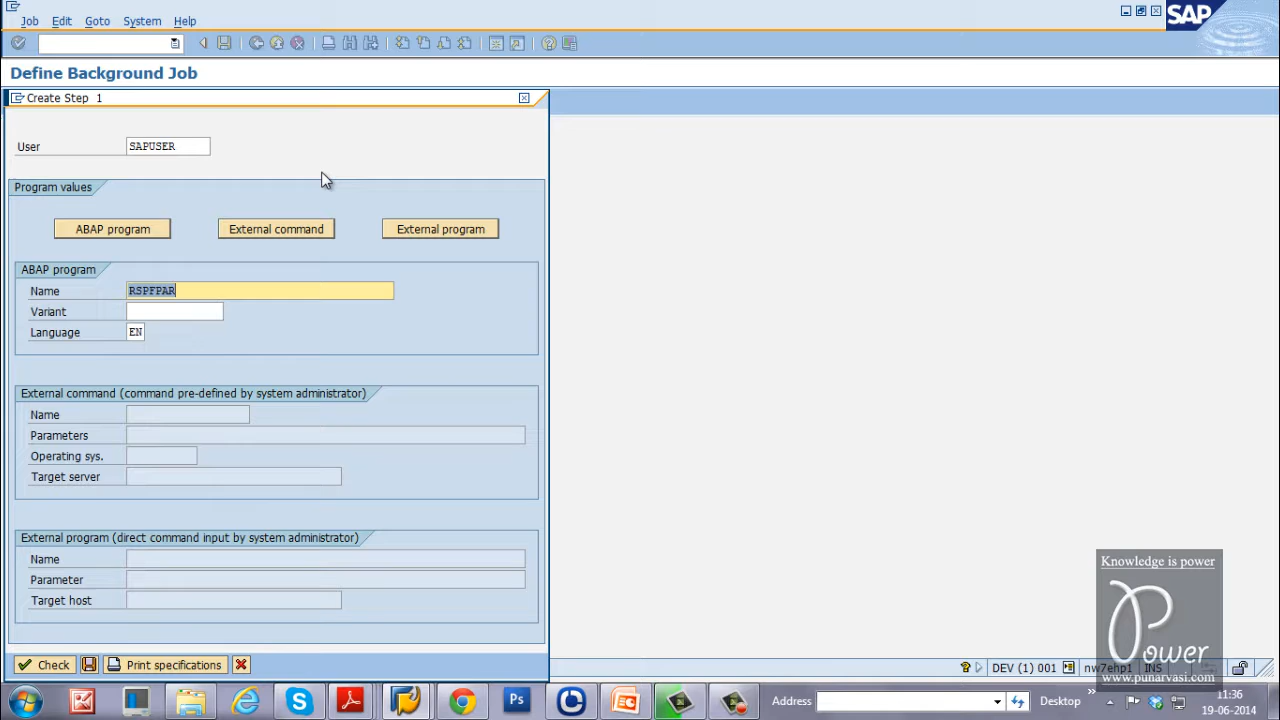 Job Edit Goto System Help
SAP
Define Background Job
Create Step 1
User SAPUSER
Program values
ABAP program External command External program
ABAP program
Name RSPFPAR
Variant
Language EN
External command (command pre-defined by system administrator)
Name
Parameters
Operating sys.
Target server
External program (direct command input by system administrator)
Name
Parameter
Target host
Check Print specifications
Knowledge is power
Power
www.punarvasi.com
DEV (1) 001 nw7ehp1 INS
Ps
Address Desktop
11:36
19-06-2014